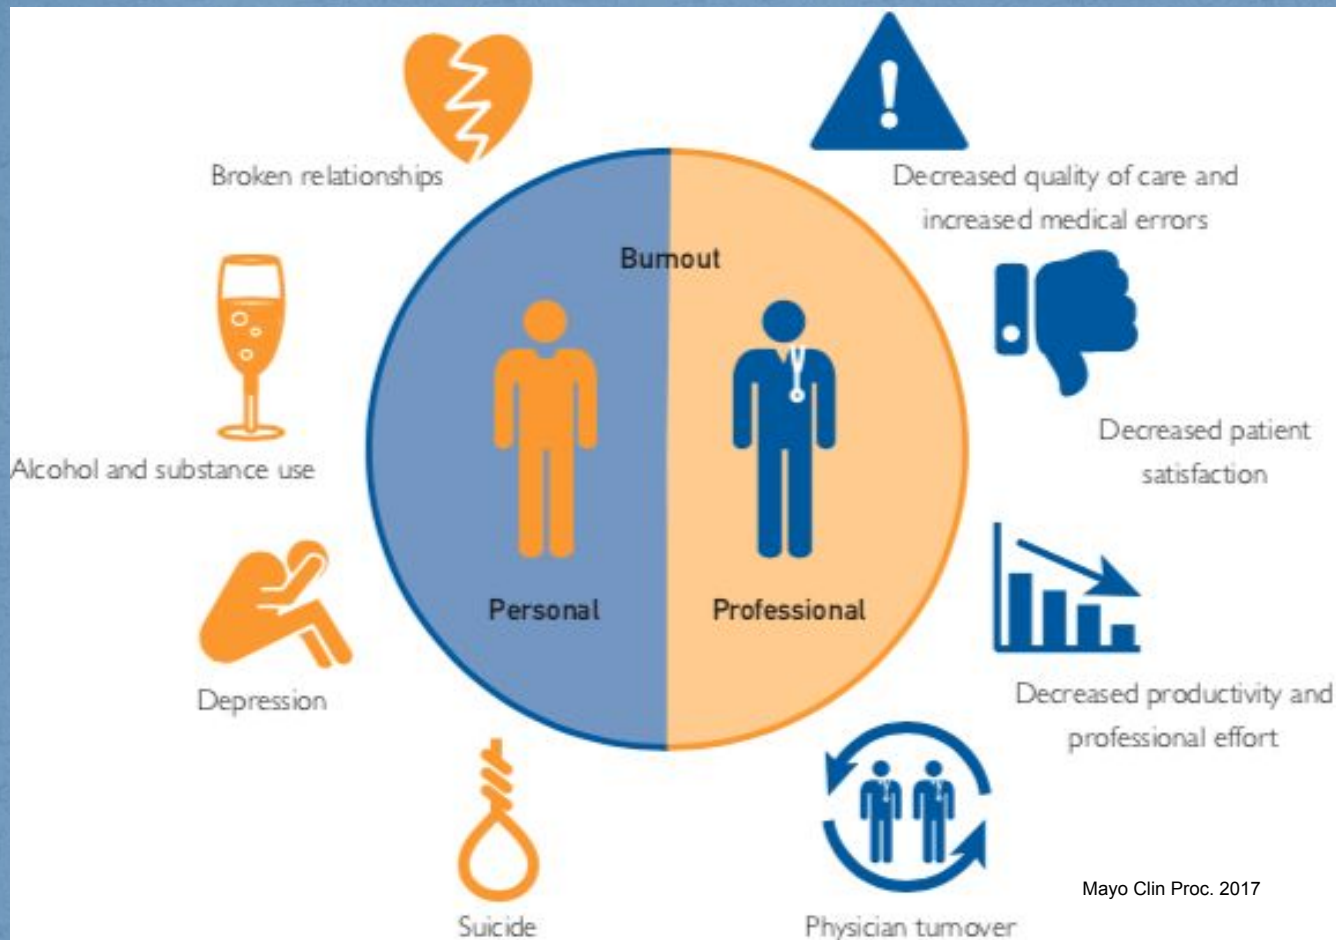 Broken relationships
Decreased quality of care and
increased medical errors
Burnout
Alcohol and substance use
Decreased patient
satisfaction
Personal
Professional
Depression
Decreased productivity and
professional effort
Suicide
Physician turnover
Mayo Clin Proc. 2017